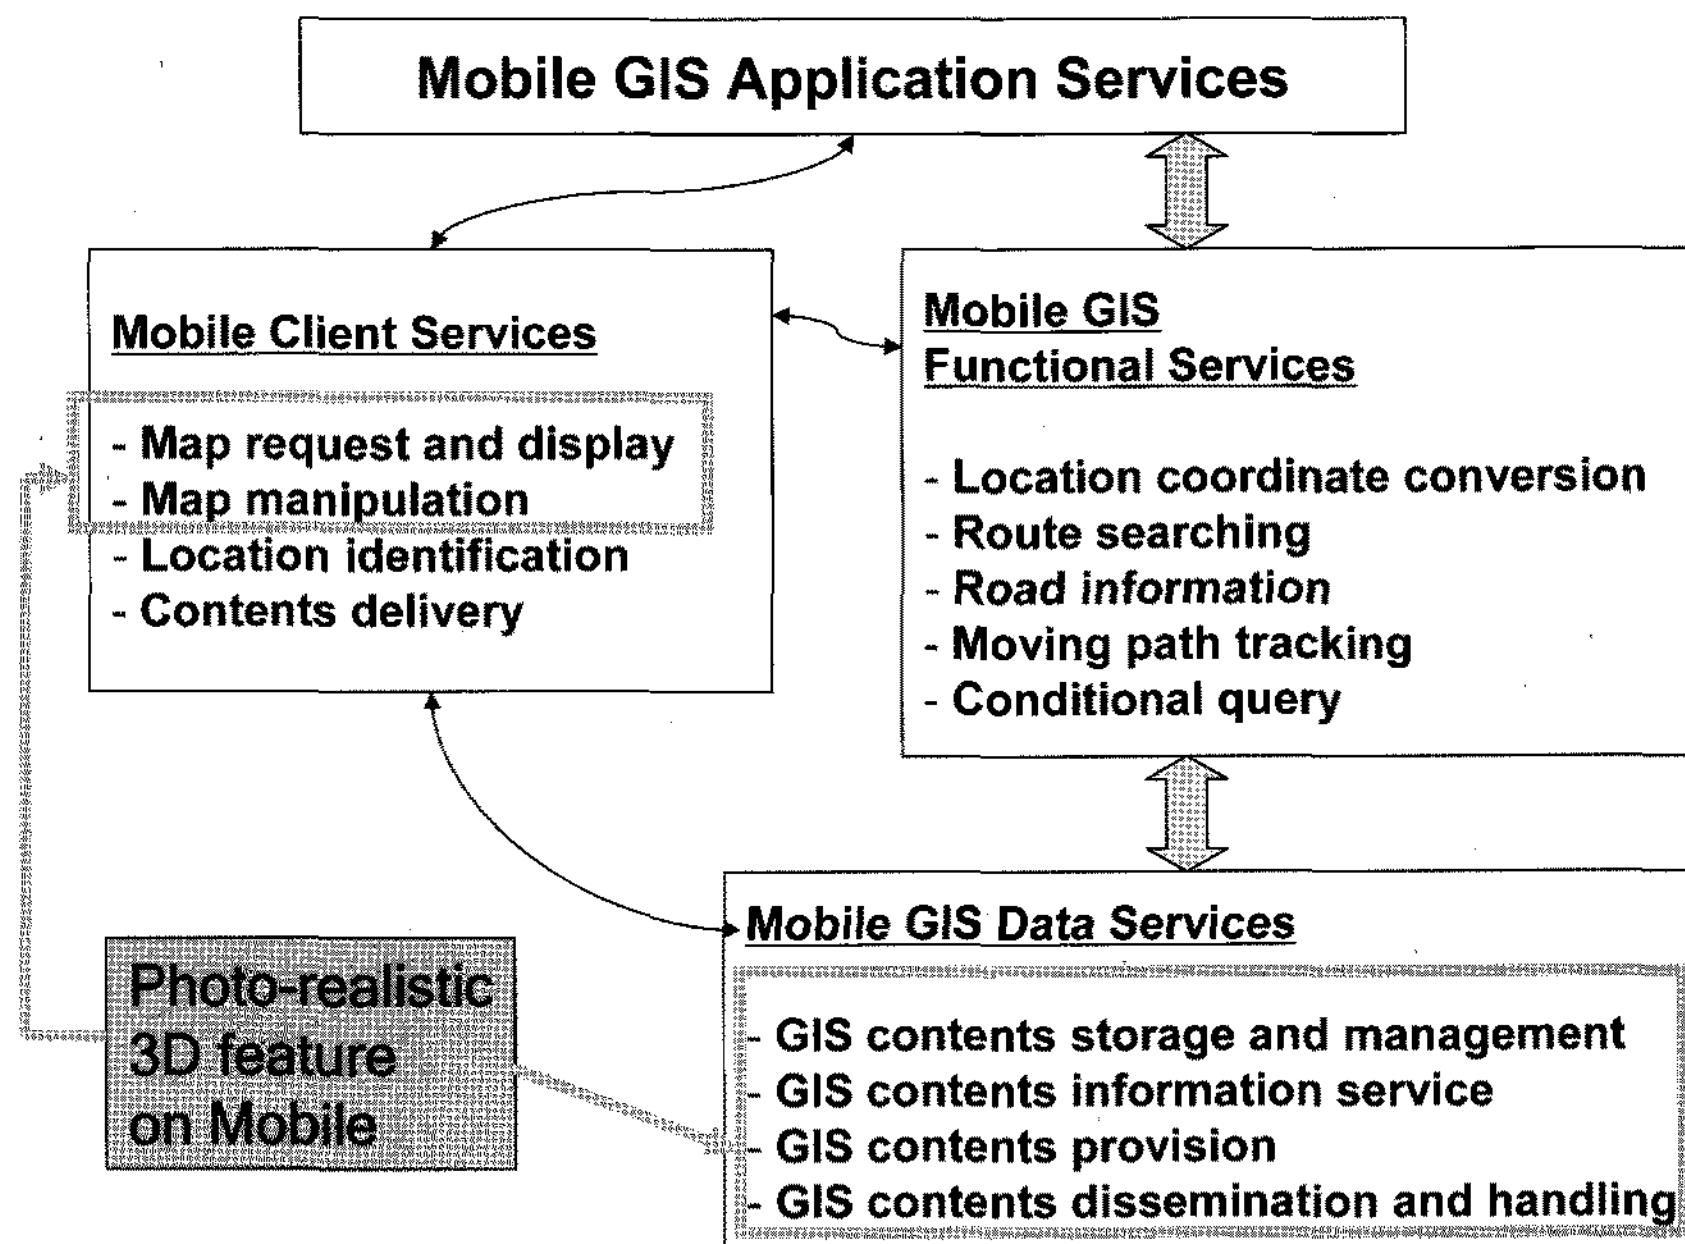 Mobile GIS Application Services
Mobile Client Services
- Map request and display
- Map manipulation
- Location identification
- Contents delivery
Mobile GIS
Functional Services
- Location coordinate conversion
- Route searching
- Road information
- Moving path tracking
- Conditional query
Photo-realistic
3D feature
on Mobile
Mobile GIS Data Services
- GIS contents storage and management
- GIS contents information service
- GIS contents provision
- GIS contents dissemination and handling